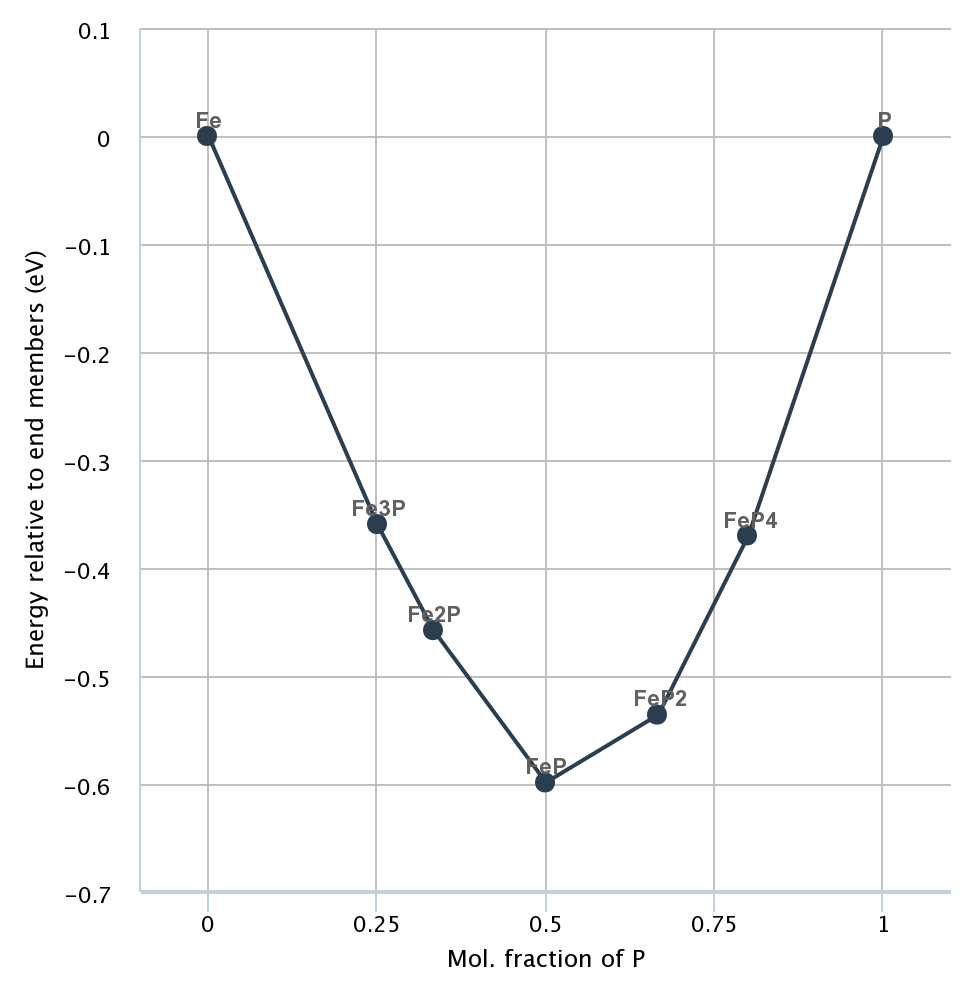 0.1
Fe
P
0
−0.1
−0.2
−0.3
Fe3P
FeP4
−0.4
Fe2P
−0.5
FeP2
FeP
−0.6
−0.7
0
0.25
0.5
0.75
1
Mol. fraction of P
Energy relative to end members (eV)